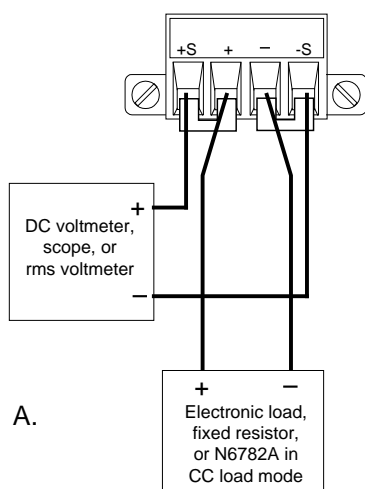 +S + – -S
+
DC voltmeter,
scope, or
rms voltmeter
–
+ –
A.
Electronic load,
fixed resistor,
or N6782A in
CC load mode